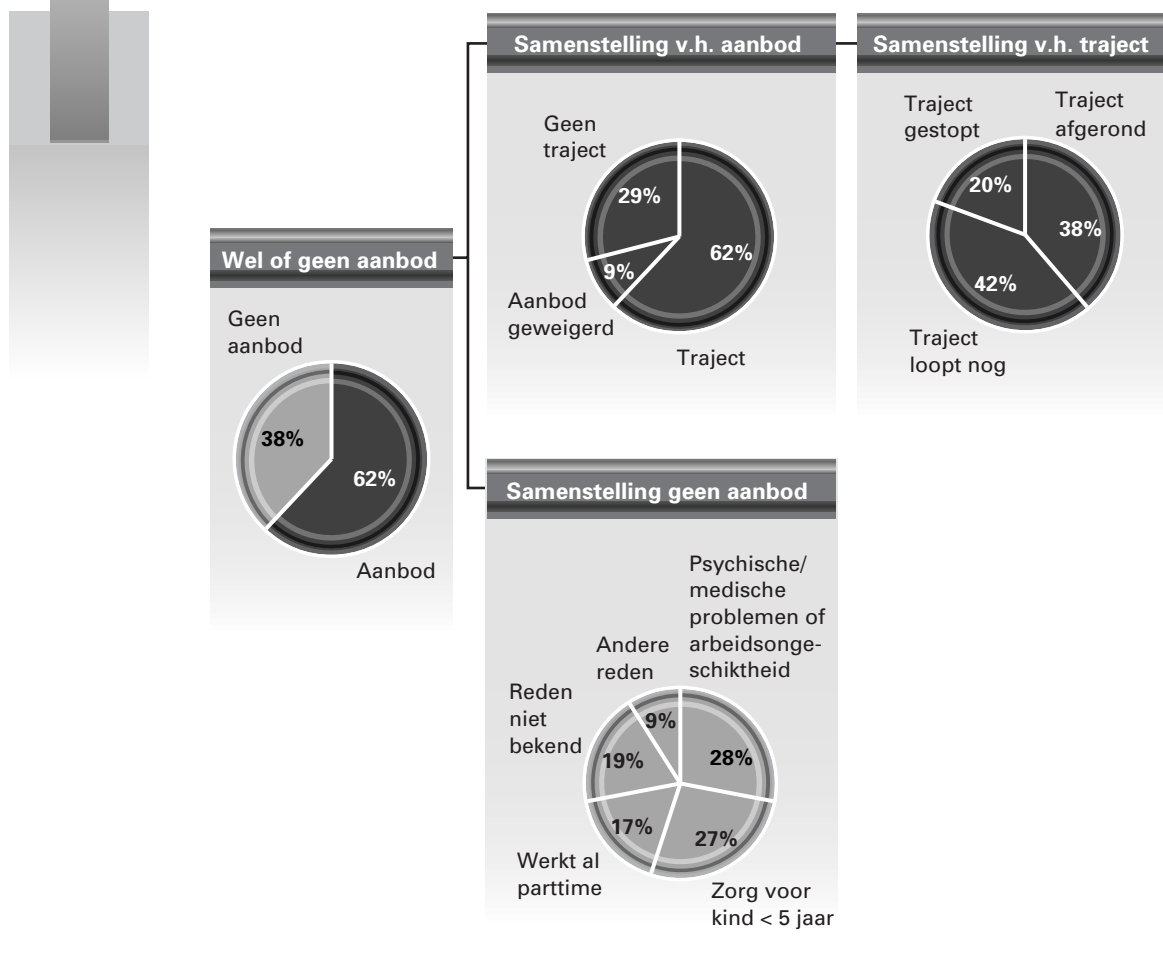 Wel of geen aanbod
Geen
aanbod
38%
62%
Aanbod
Samenstelling v.h. aanbod
Geen
traject
29%
62%
9%
Aanbod
geweigerd
Traject
Samenstelling v.h. traject
Traject
gestopt
Traject
afgerond
20%
38%
42%
Traject
loopt nog
Samenstelling geen aanbod
Psychische/
medische
problemen of
arbeidsonge-
schiktheid
Andere
reden
Reden
niet
bekend
9%
19%
28%
17%
27%
Werkt al
parttime
Zorg voor
kind < 5 jaar